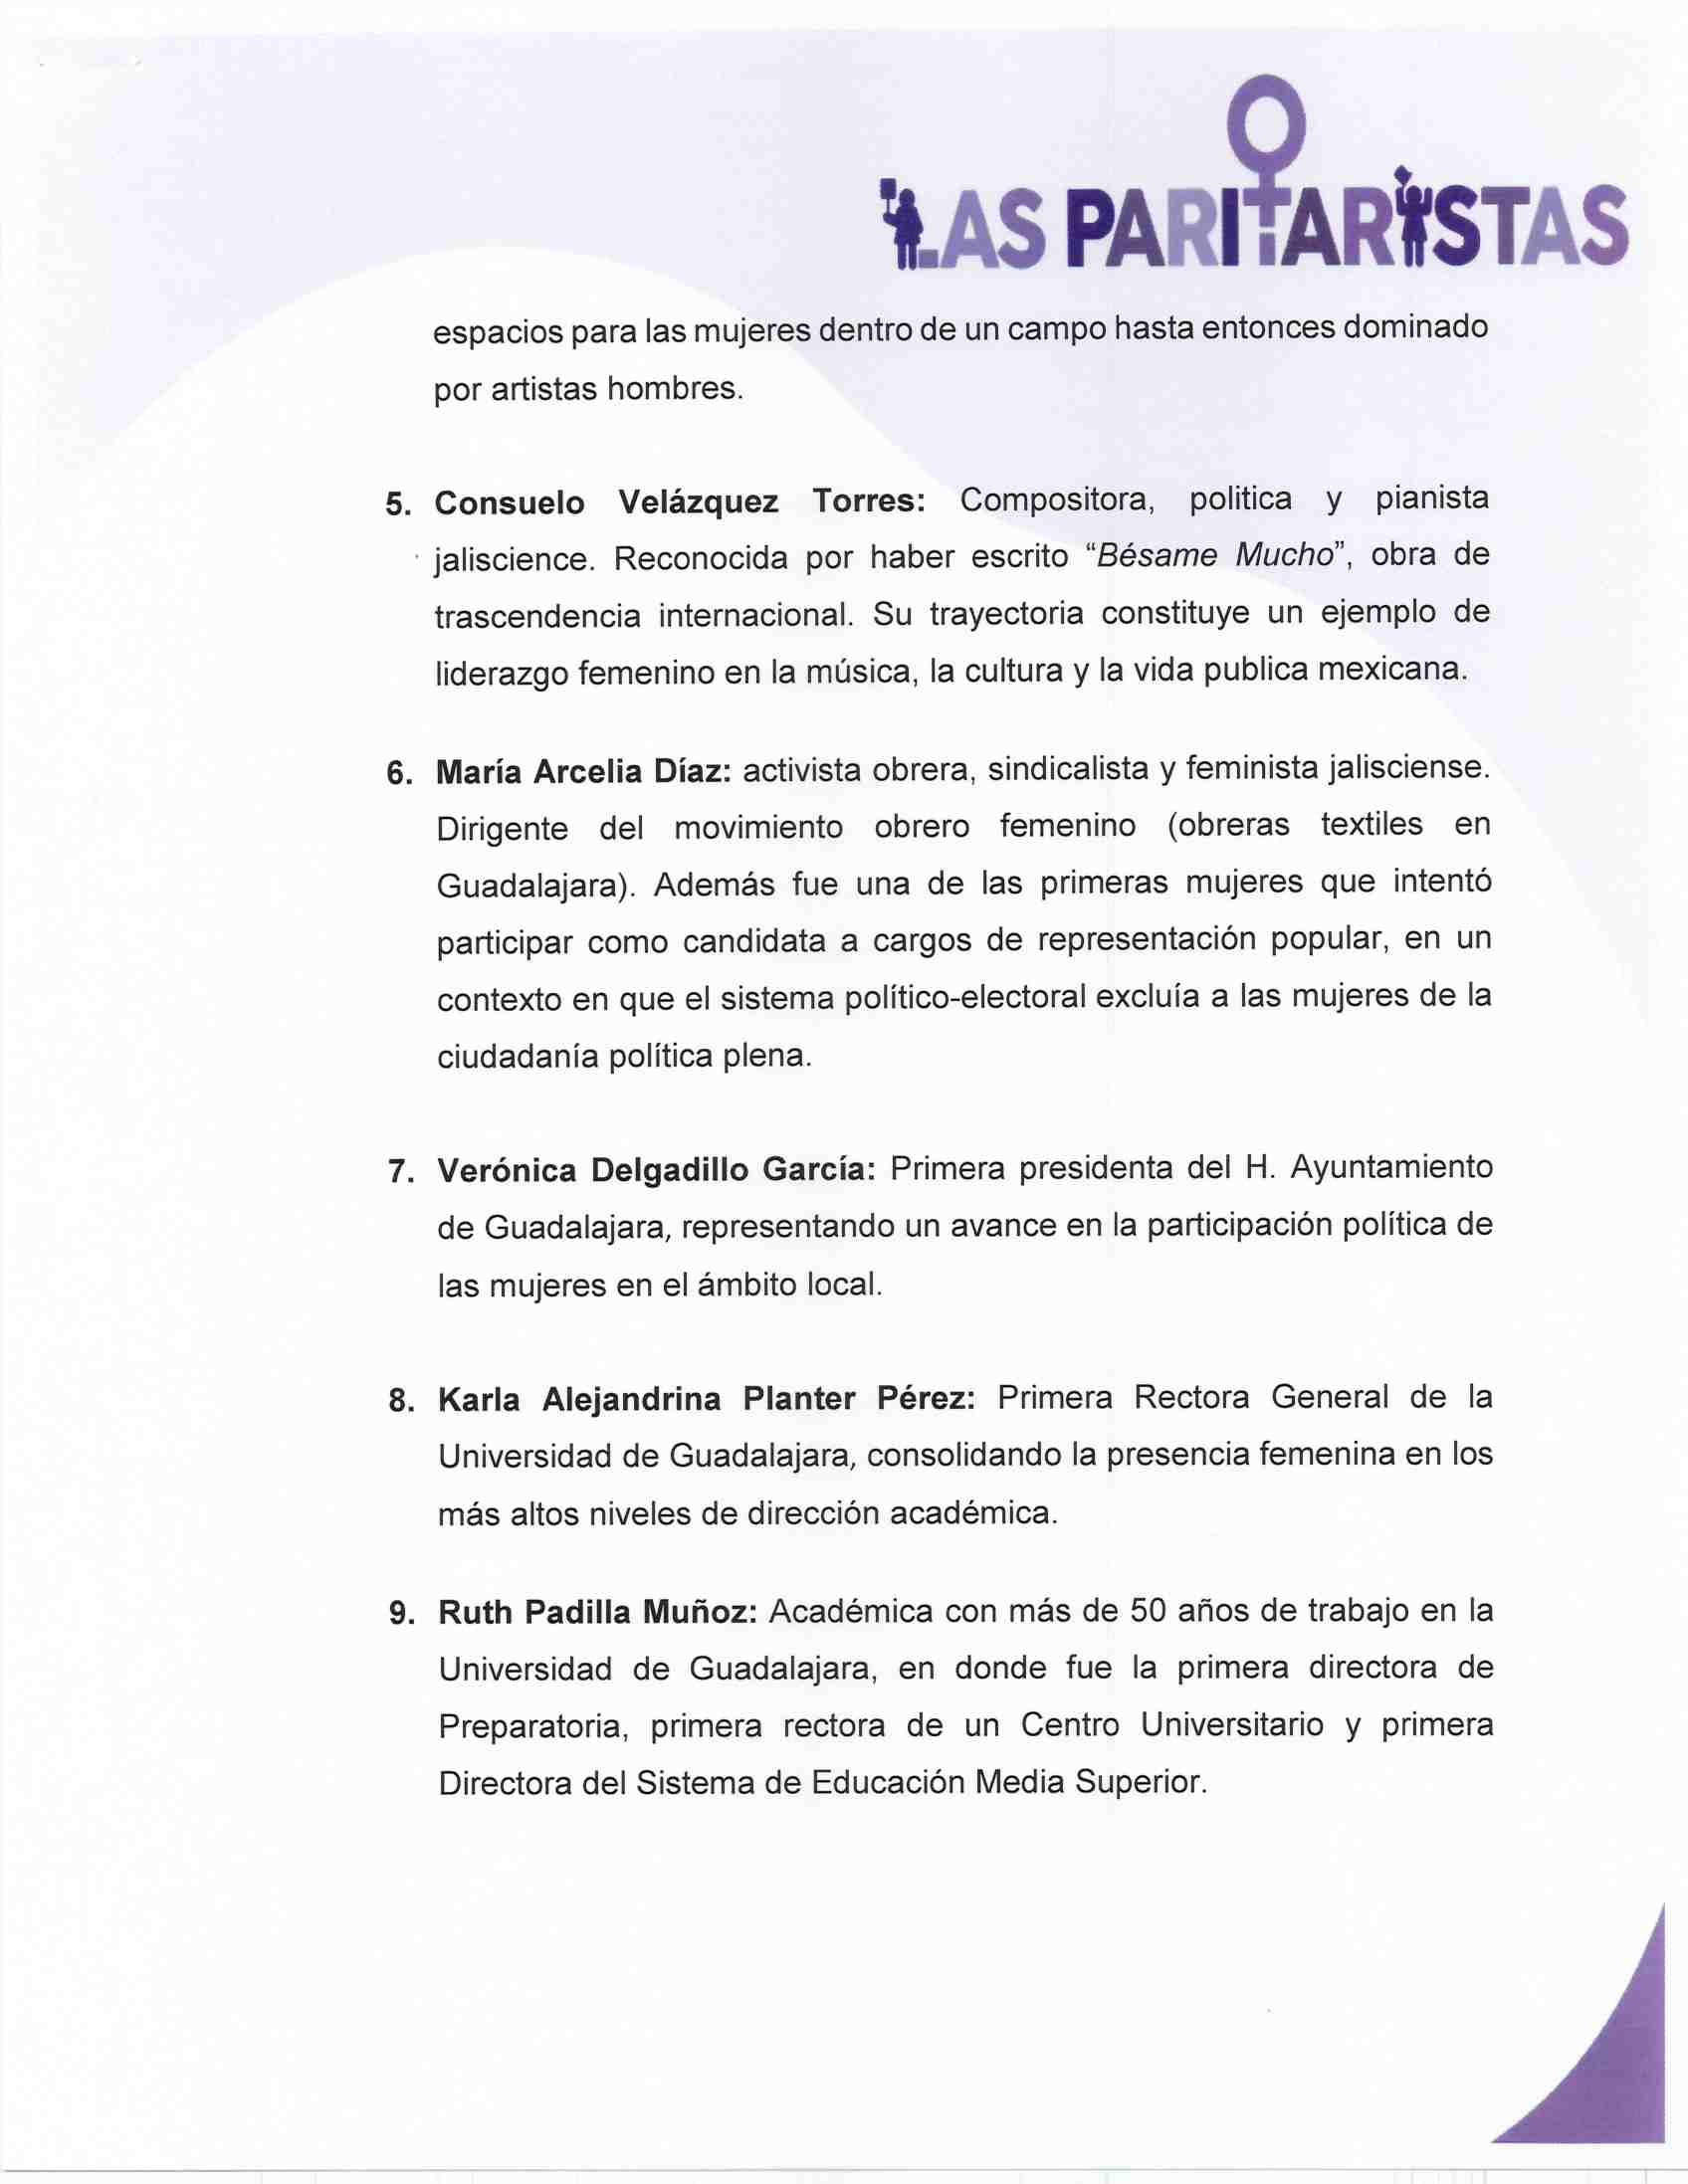 LAS PARITARISTAS
espacios para las mujeres dentro de un campo hasta entonces dominado
por artistas hombres.
5. Consuelo Velázquez Torres: Compositora, politica y pianista
jaliscience. Reconocida por haber escrito “Bésame Mucho”, obra de
trascendencia internacional. Su trayectoria constituye un ejemplo de
liderazgo femenino en la música, la cultura y la vida publica mexicana.
6. María Arcelia Díaz: activista obrera, sindicalista y feminista jalisciense.
Dirigente del movimiento obrero femenino (obreras textiles en
Guadalajara). Además fue una de las primeras mujeres que intentó
participar como candidata a cargos de representación popular, en un
contexto en que el sistema político-electoral excluía a las mujeres de la
ciudadanía política plena.
7. Verónica Delgadillo García: Primera presidenta del H. Ayuntamiento
de Guadalajara, representando un avance en la participación política de
las mujeres en el ámbito local.
8. Karla Alejandrina Planter Pérez: Primera Rectora General de la
Universidad de Guadalajara, consolidando la presencia femenina en los
más altos niveles de dirección académica.
9. Ruth Padilla Muñoz: Académica con más de 50 años de trabajo en la
Universidad de Guadalajara, en donde fue la primera directora de
Preparatoria, primera rectora de un Centro Universitario y primera
Directora del Sistema de Educación Media Superior.